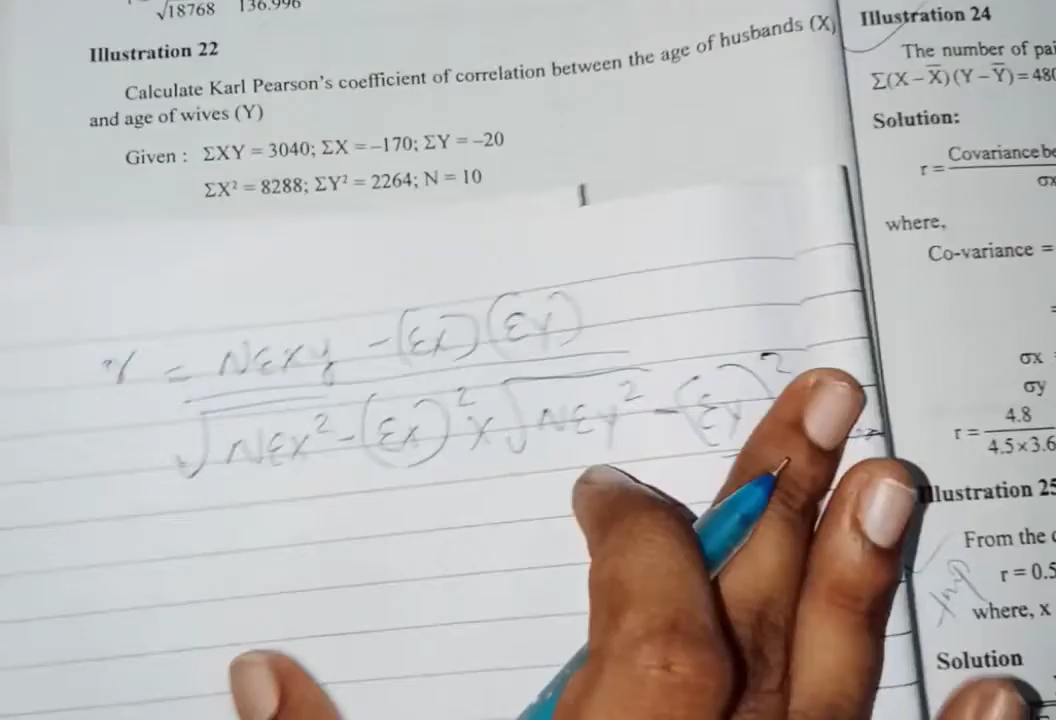 √18768 136.996
Illustration 22
Calculate Karl Pearson's coefficient of correlation between the age of husbands (X)
and age of wives (Y)
Given : ΣXY = 3040; ΣX = –170; ΣY = –20
ΣX² = 8288; ΣY² = 2264; N = 10
r = NΣXY - (ΣX)(ΣY)
√NΣX² - (ΣX)² X √NΣY² - (ΣY)²
Illustration 24
The number of pai
Σ(X – X̅)(Y – Y̅) = 480
Solution:
r = Covariance be
σx
where,
Co-variance =
=
σx =
σy
r = 4.8
4.5×3.6
llustration 25
From the
r = 0.5
where, x
Solution